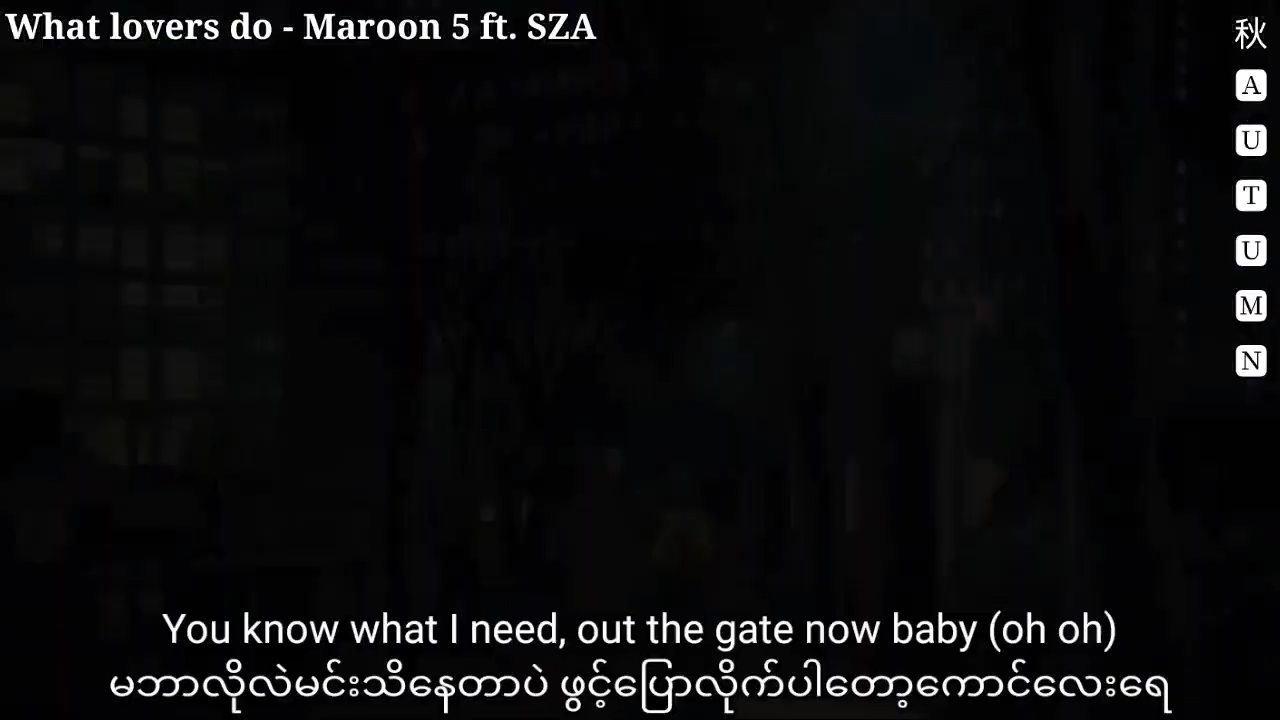 What lovers do - Maroon 5 ft. SZA
秋
A
U
T
U
M
N
You know what I need, out the gate now baby (oh oh)
မဘာလိုလဲမင်းသိနေတာပဲ ဖွင့်ပြောလိုက်ပါတော့ကောင်လေးရေ